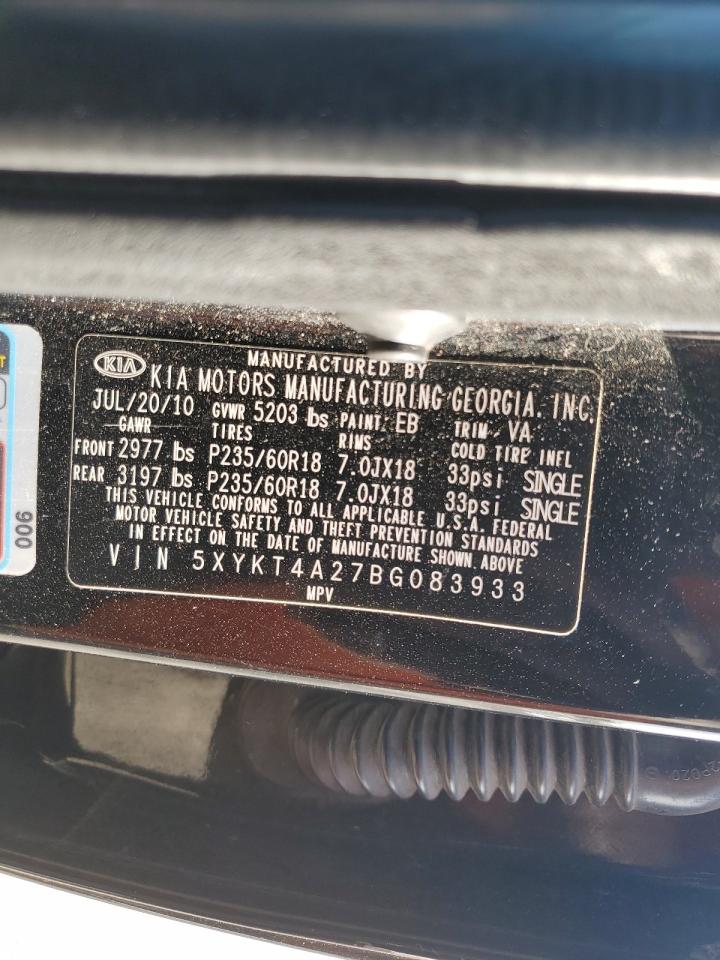 MANUFACTURED BY
KIA KIA MOTORS MANUFACTURING GEORGIA, INC.
JUL/20/10 GVWR 5203 lbs PAINT. EB TRIM. VA
GAWR TIRES RIMS COLD TIRE INFL
FRONT 2977 lbs P235/60R18 7.0JX18 33psi SINGLE
REAR 3197 lbs P235/60R18 7.0JX18 33psi SINGLE
THIS VEHICLE CONFORMS TO ALL APPLICABLE U.S.A. FEDERAL
MOTOR VEHICLE SAFETY AND THEFT PREVENTION STANDARDS
IN EFFECT ON THE DATE OF MANUFACTURE SHOWN ABOVE
VIN 5XYKT4A27BG083933
MPV
006